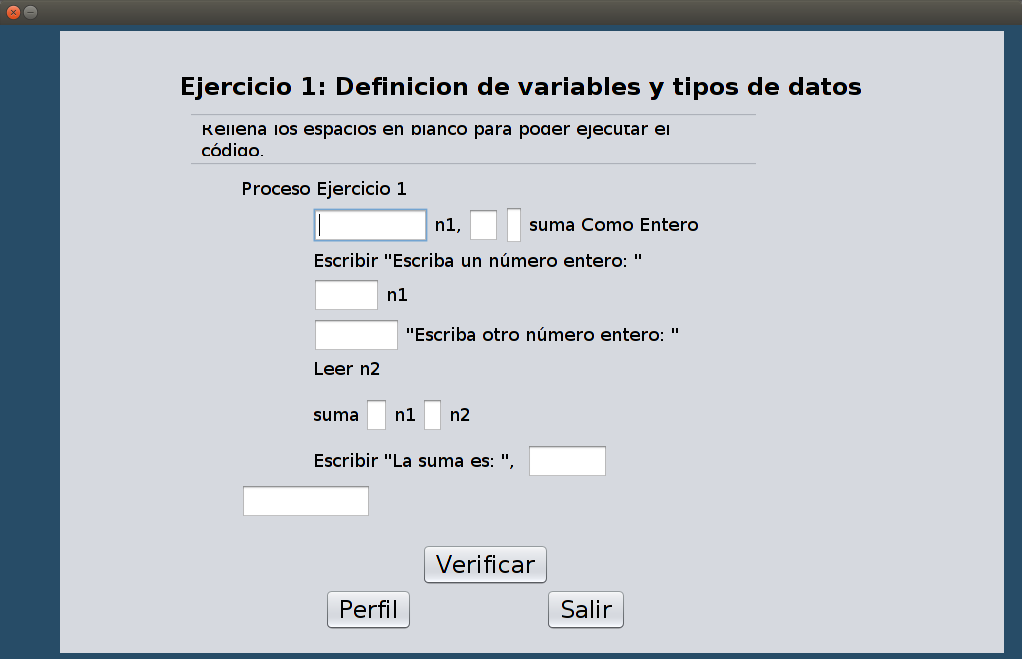 Ejercicio 1: Definicion de variables y tipos de datos
Rellena los espacios en blanco para poder ejecutar el
código.
Proceso Ejercicio 1
n1, suma Como Entero
Escribir "Escriba un número entero: "
n1
"Escriba otro número entero: "
Leer n2
suma n1 n2
Escribir "La suma es: ",
Verificar
Perfil Salir